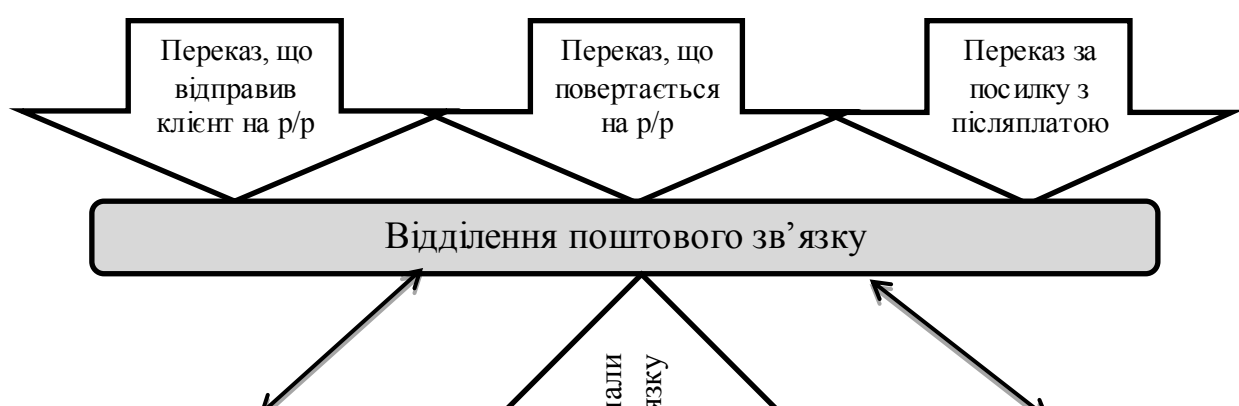 Переказ, що
відправив
клієнт на р/р
Переказ, що
повертається
на р/р
Переказ за
посилку з
післяплатою
Відділення поштового зв’язку